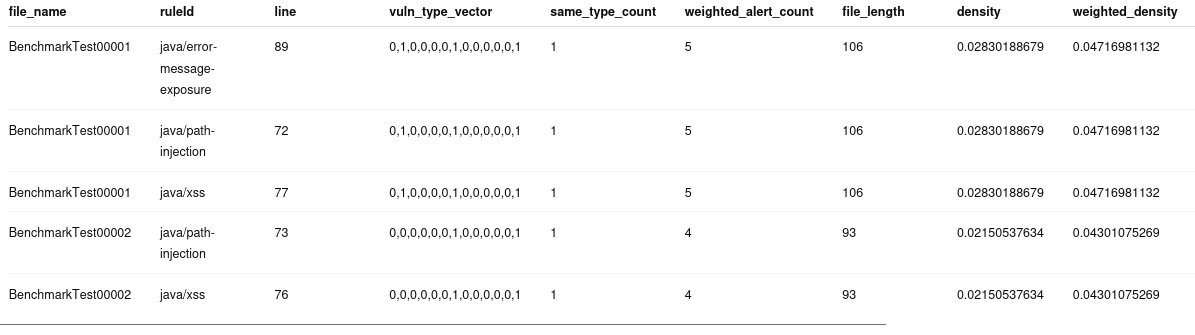 file_name ruleId line vuln_type_vector same_type_count weighted_alert_count file_length density weighted_density
BenchmarkTest00001 java/error- 89 0,1,0,0,0,0,1,0,0,0,0,0,1 1 5 106 0.02830188679 0.04716981132
message-
exposure
BenchmarkTest00001 java/path- 72 0,1,0,0,0,0,1,0,0,0,0,0,1 1 5 106 0.02830188679 0.04716981132
injection
BenchmarkTest00001 java/xss 77 0,1,0,0,0,0,1,0,0,0,0,0,1 1 5 106 0.02830188679 0.04716981132
BenchmarkTest00002 java/path- 73 0,0,0,0,0,0,1,0,0,0,0,0,1 1 4 93 0.02150537634 0.04301075269
injection
BenchmarkTest00002 java/xss 76 0,0,0,0,0,0,1,0,0,0,0,0,1 1 4 93 0.02150537634 0.04301075269